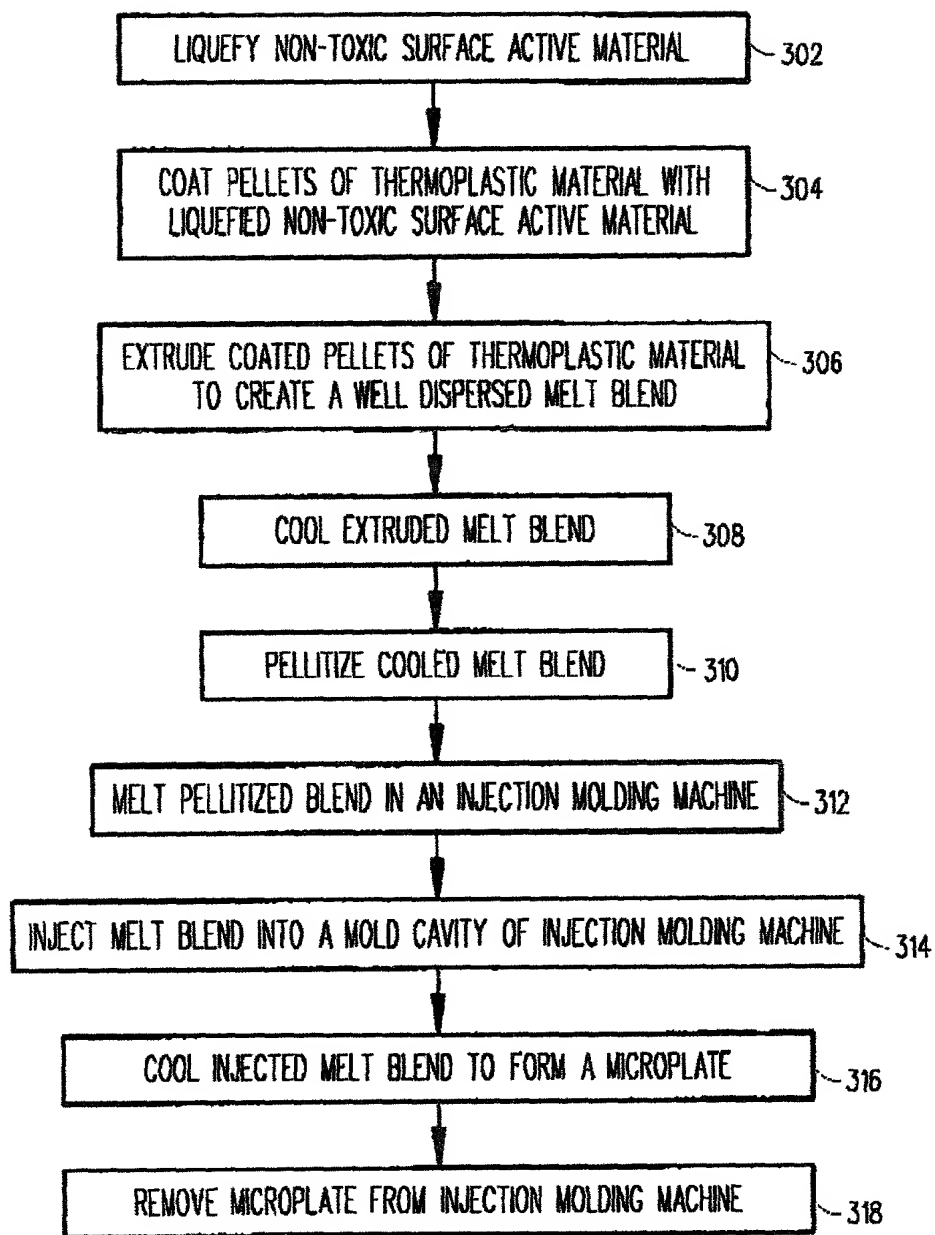 LIQUEFY NON-TOXIC SURFACE ACTIVE MATERIAL
302
COAT PELLETS OF THERMOPLASTIC MATERIAL WITH
LIQUEFIED NON-TOXIC SURFACE ACTIVE MATERIAL
304
EXTRUDE COATED PELLETS OF THERMOPLASTIC MATERIAL
TO CREATE A WELL DISPERSED MELT BLEND
306
COOL EXTRUDED MELT BLEND
308
PELLITIZE COOLED MELT BLEND
310
MELT PELLITIZED BLEND IN AN INJECTION MOLDING MACHINE
312
INJECT MELT BLEND INTO A MOLD CAVITY OF INJECTION MOLDING MACHINE
314
COOL INJECTED MELT BLEND TO FORM A MICROPLATE
316
REMOVE MICROPLATE FROM INJECTION MOLDING MACHINE
318